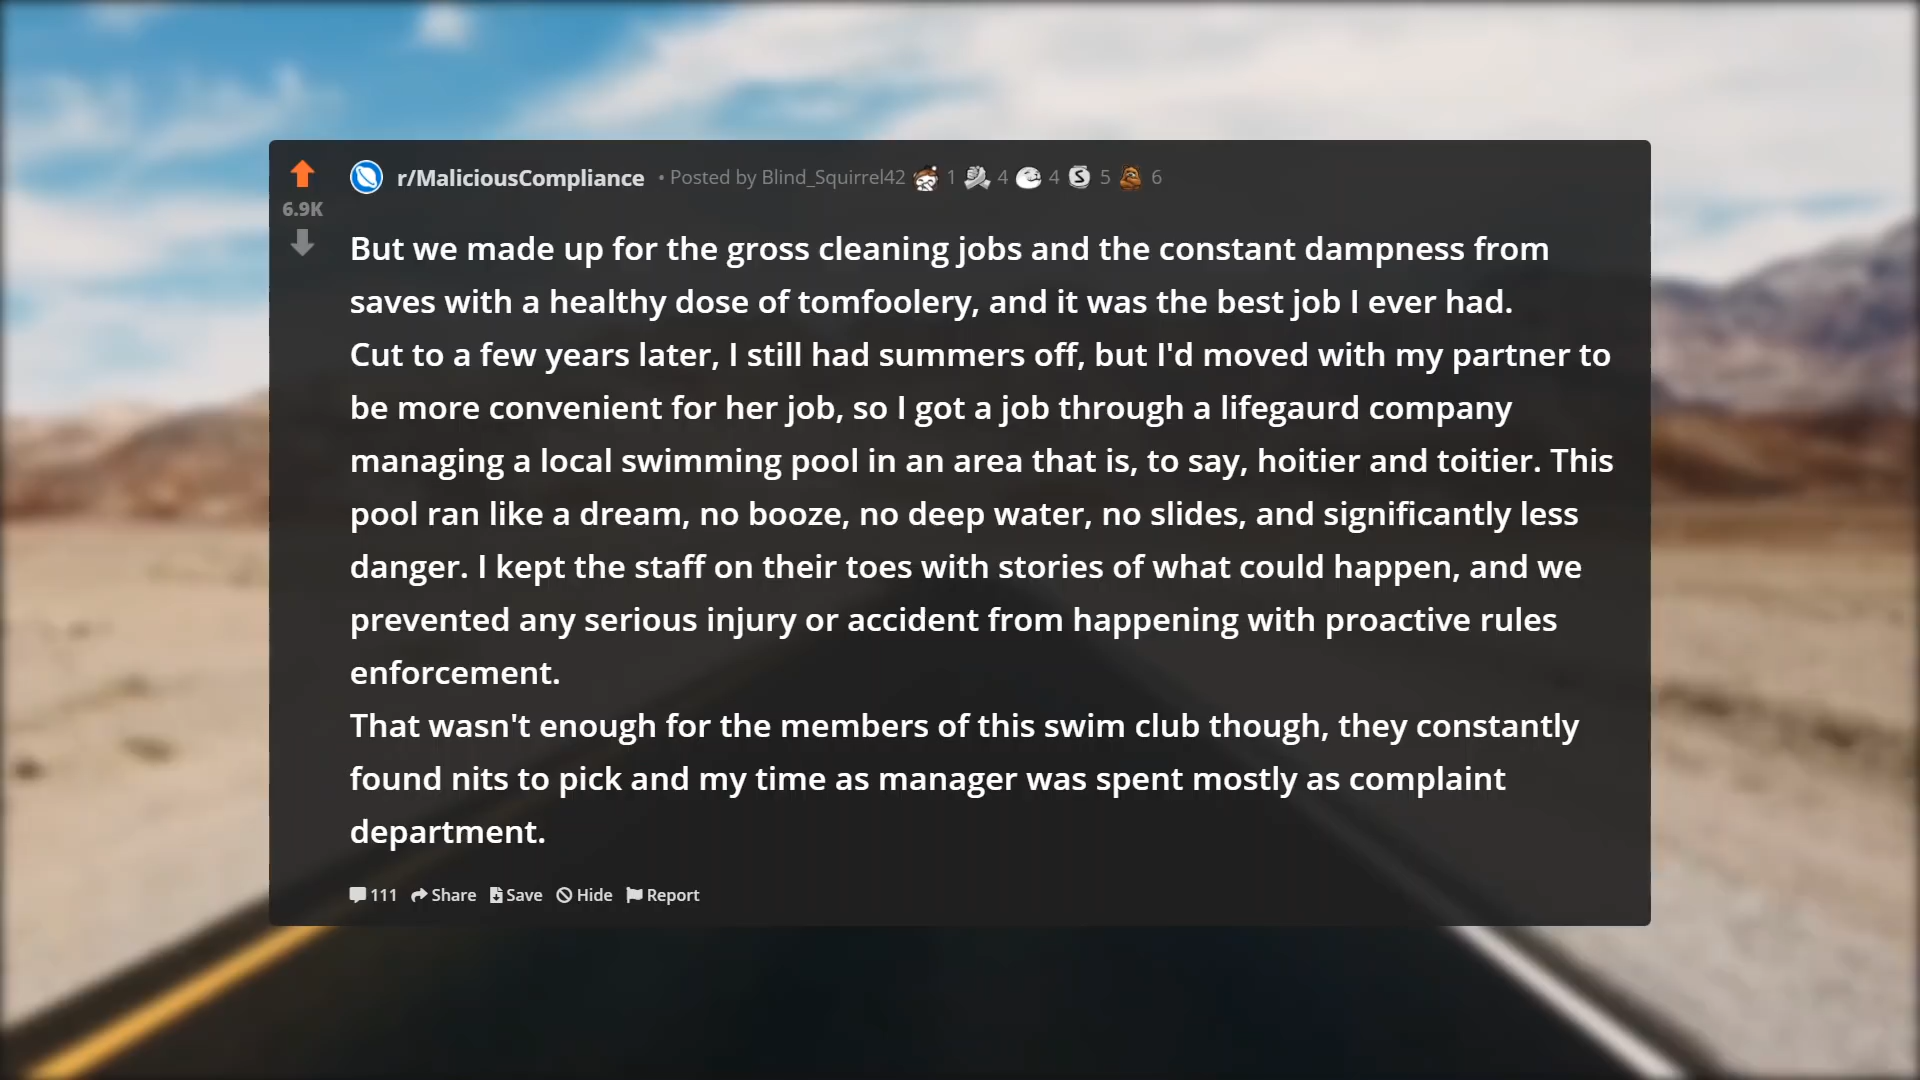 r/MaliciousCompliance • Posted by Blind_Squirrel42 1 4 4 5 6
6.9K
But we made up for the gross cleaning jobs and the constant dampness from
saves with a healthy dose of tomfoolery, and it was the best job I ever had.
Cut to a few years later, I still had summers off, but I'd moved with my partner to
be more convenient for her job, so I got a job through a lifegaurd company
managing a local swimming pool in an area that is, to say, hoitier and toitier. This
pool ran like a dream, no booze, no deep water, no slides, and significantly less
danger. I kept the staff on their toes with stories of what could happen, and we
prevented any serious injury or accident from happening with proactive rules
enforcement.
That wasn't enough for the members of this swim club though, they constantly
found nits to pick and my time as manager was spent mostly as complaint
department.
111 Share Save Hide Report